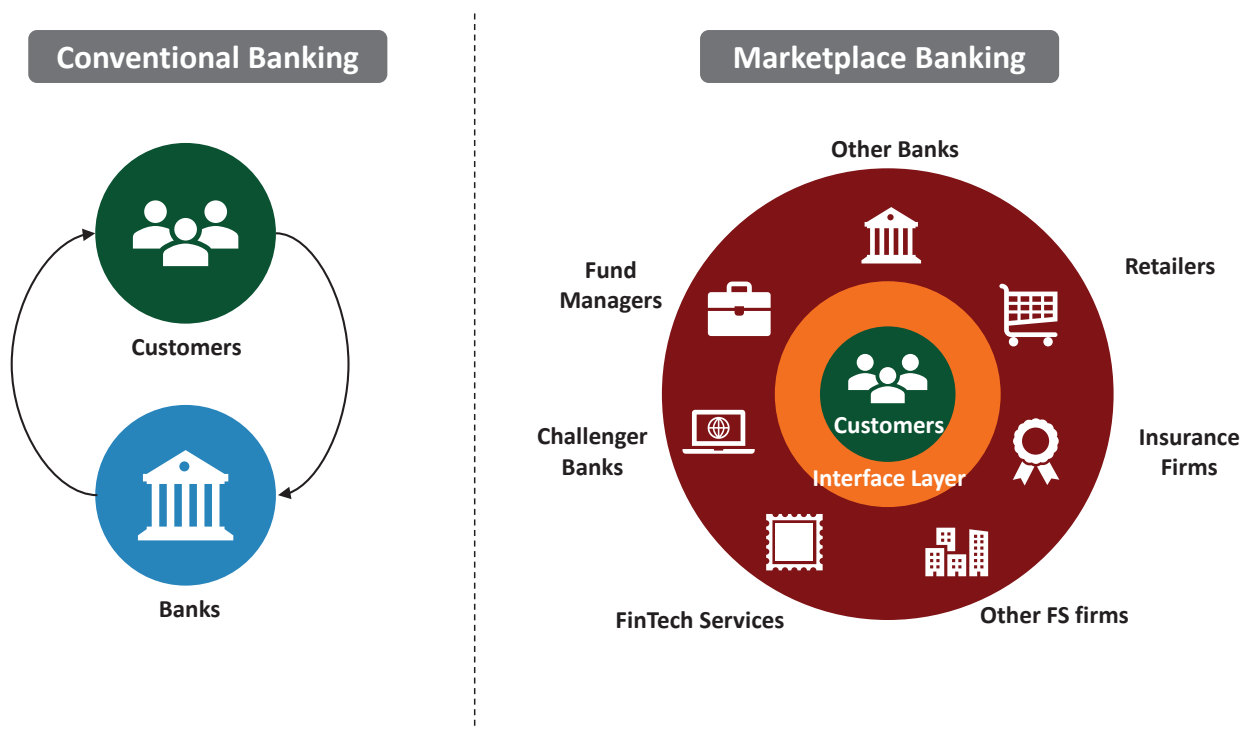 Conventional Banking
Customers
Banks
Marketplace Banking
Other Banks
Retailers
Fund
Managers
Challenger
Banks
Customers
Interface Layer
Insurance
Firms
FinTech Services
Other FS firms